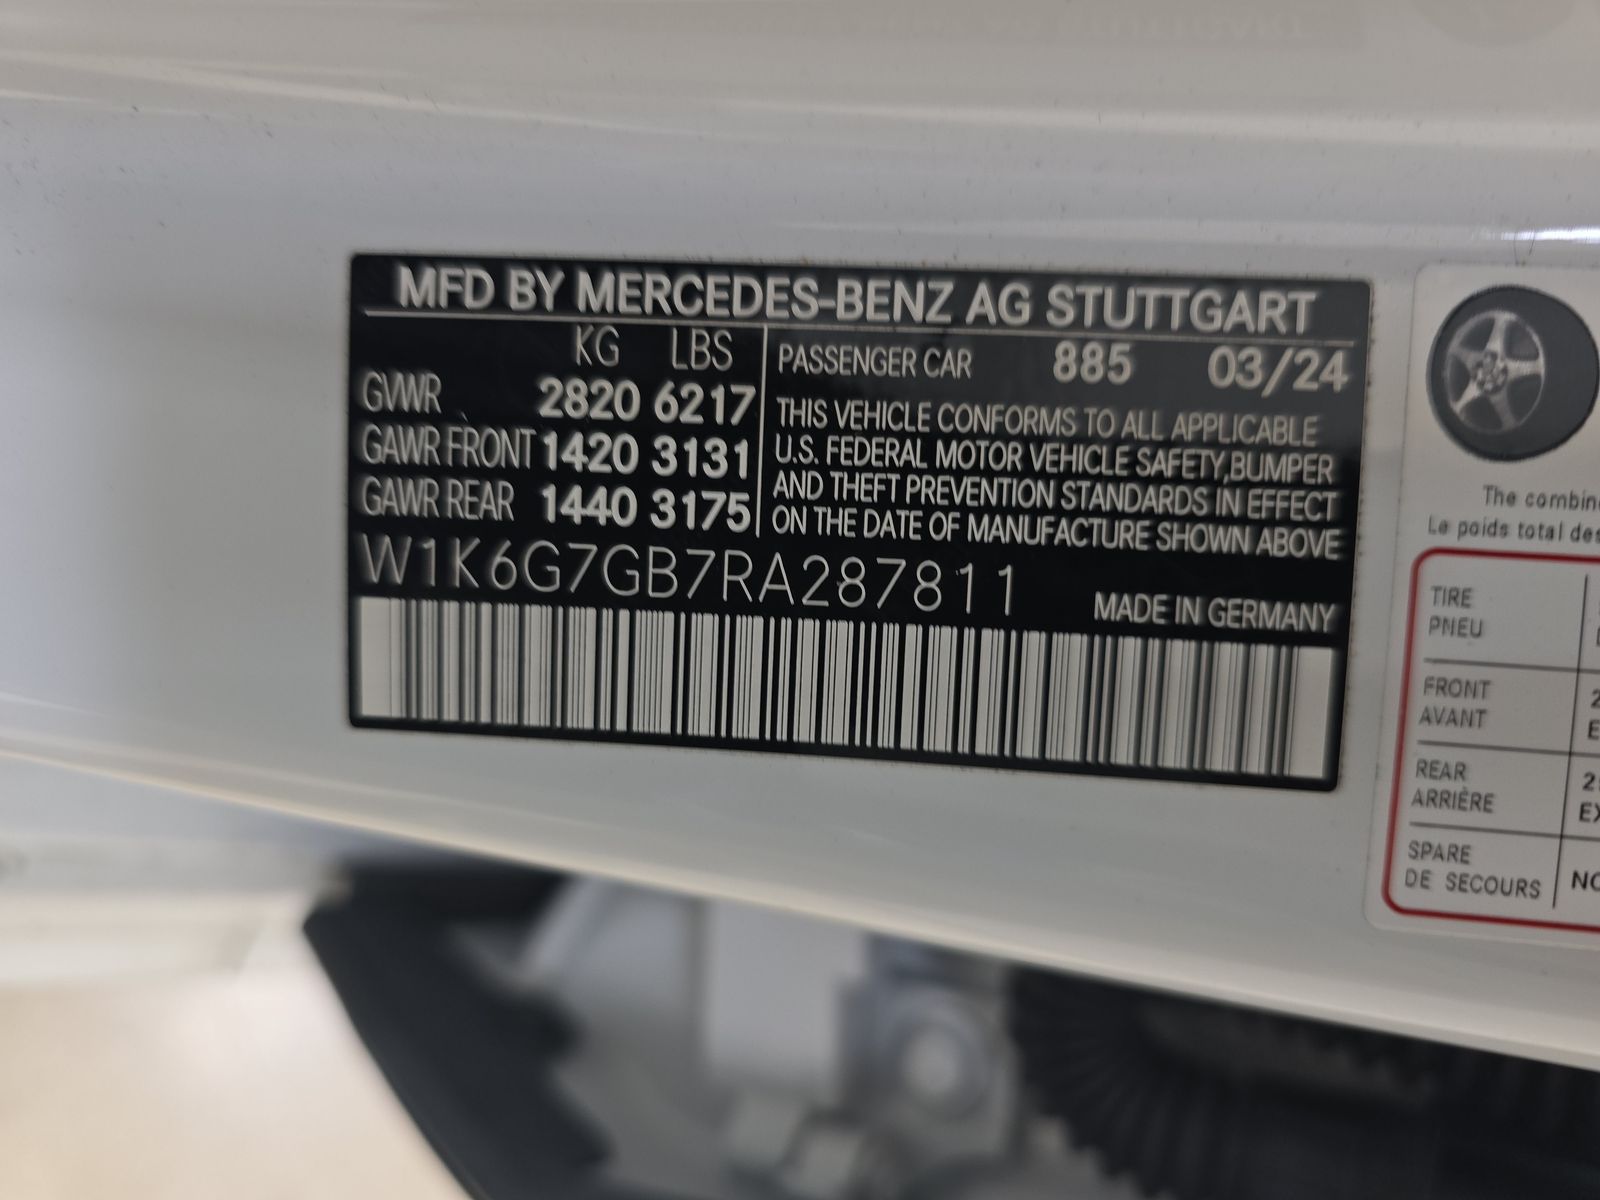 MFD BY MERCEDES-BENZ AG STUTTGART
KG LBS
GVWR 2820 6217
GAWR FRONT 1420 3131
GAWR REAR 1440 3175
PASSENGER CAR 885 03/24
THIS VEHICLE CONFORMS TO ALL APPLICABLE
U.S. FEDERAL MOTOR VEHICLE SAFETY,BUMPER
AND THEFT PREVENTION STANDARDS IN EFFECT
ON THE DATE OF MANUFACTURE SHOWN ABOVE
W1K6G7GB7RA287811
MADE IN GERMANY
The
Le poids total
TIRE
PNEU
FRONT
AVANT
REAR
ARRIÈRE
SPARE
DE SECOURS